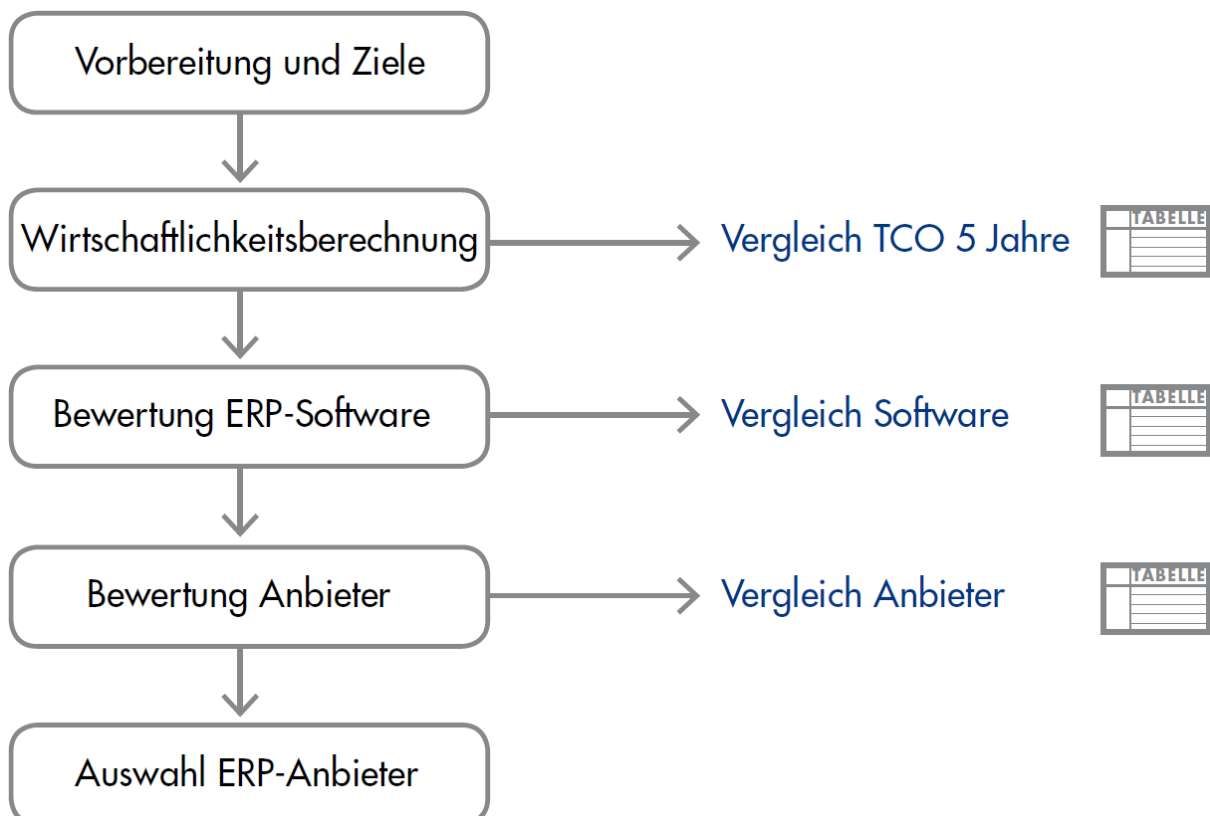 Vorbereitung und Ziele
Wirtschaftlichkeitsberechnung
Vergleich TCO 5 Jahre
TABELLE
Bewertung ERP-Software
Vergleich Software
TABELLE
Bewertung Anbieter
Vergleich Anbieter
TABELLE
Auswahl ERP-Anbieter